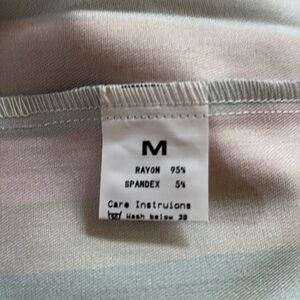 M
RAYON 95%
SPANDEX 5%
Care Instruions
Wash below 30